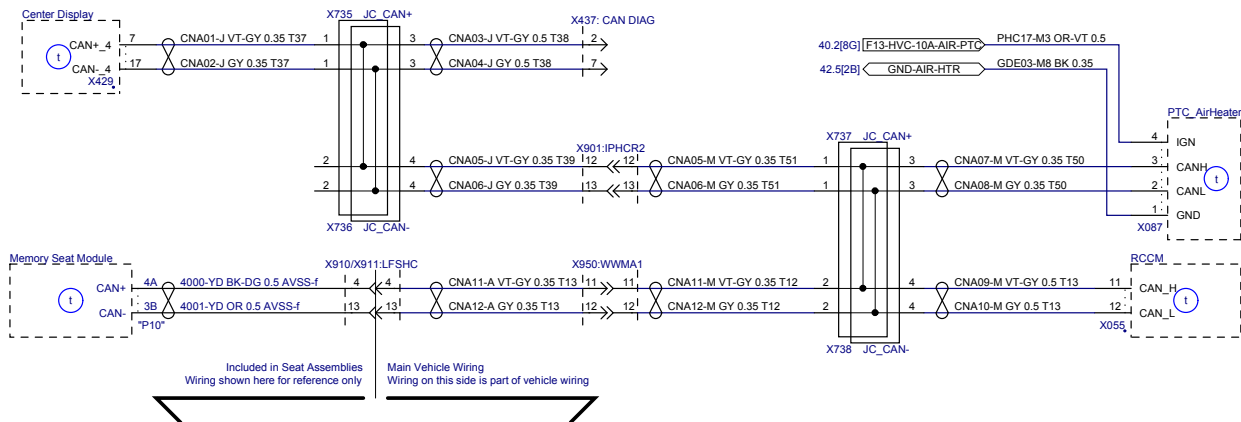 Center Display
X735 JC_CAN+
X437: CAN DIAG
CAN+_4 7 CNA01-J VT-GY 0.35 T37 1 3 CNA03-J VT-GY 0.5 T38 2
CAN-_4 17 CNA02-J GY 0.35 T37 1 3 CNA04-J GY 0.5 T38 7
t
X429
40.2[8G] F13-HVC-10A-AIR-PTC PHC17-M3 OR-VT 0.5
42.5[2B] GND-AIR-HTR GDE03-M8 BK 0.35
PTC_AirHeater
X901:IPHCR2
X737 JC_CAN+
4 IGN
2 4 CNA05-J VT-GY 0.35 T39 12 12 CNA05-M VT-GY 0.35 T51 1 3 CNA07-M VT-GY 0.35 T50 3 CANH
t
2 4 CNA06-J GY 0.35 T39 13 13 CNA06-M GY 0.35 T51 1 3 CNA08-M GY 0.35 T50 2 CANL
1 GND
X736 JC_CAN-
X087
Memory Seat Module
X910/X911:LFSHC
X950:WWMA1
RCCM
CAN+ 4A 4000-YD BK-DG 0.5 AVSS-f 4 4 CNA11-A VT-GY 0.35 T13 11 11 CNA11-M VT-GY 0.35 T12 2 4 CNA09-M VT-GY 0.5 T13 11 CAN_H
t
t
CAN- 3B 4001-YD OR 0.5 AVSS-f 13 13 CNA12-A GY 0.35 T13 12 12 CNA12-M GY 0.35 T12 2 4 CNA10-M GY 0.5 T13 12 CAN_L
"P10"
X055
X738 JC_CAN-
Included in Seat Assemblies
Wiring shown here for reference only
Main Vehicle Wiring
Wiring on this side is part of vehicle wiring